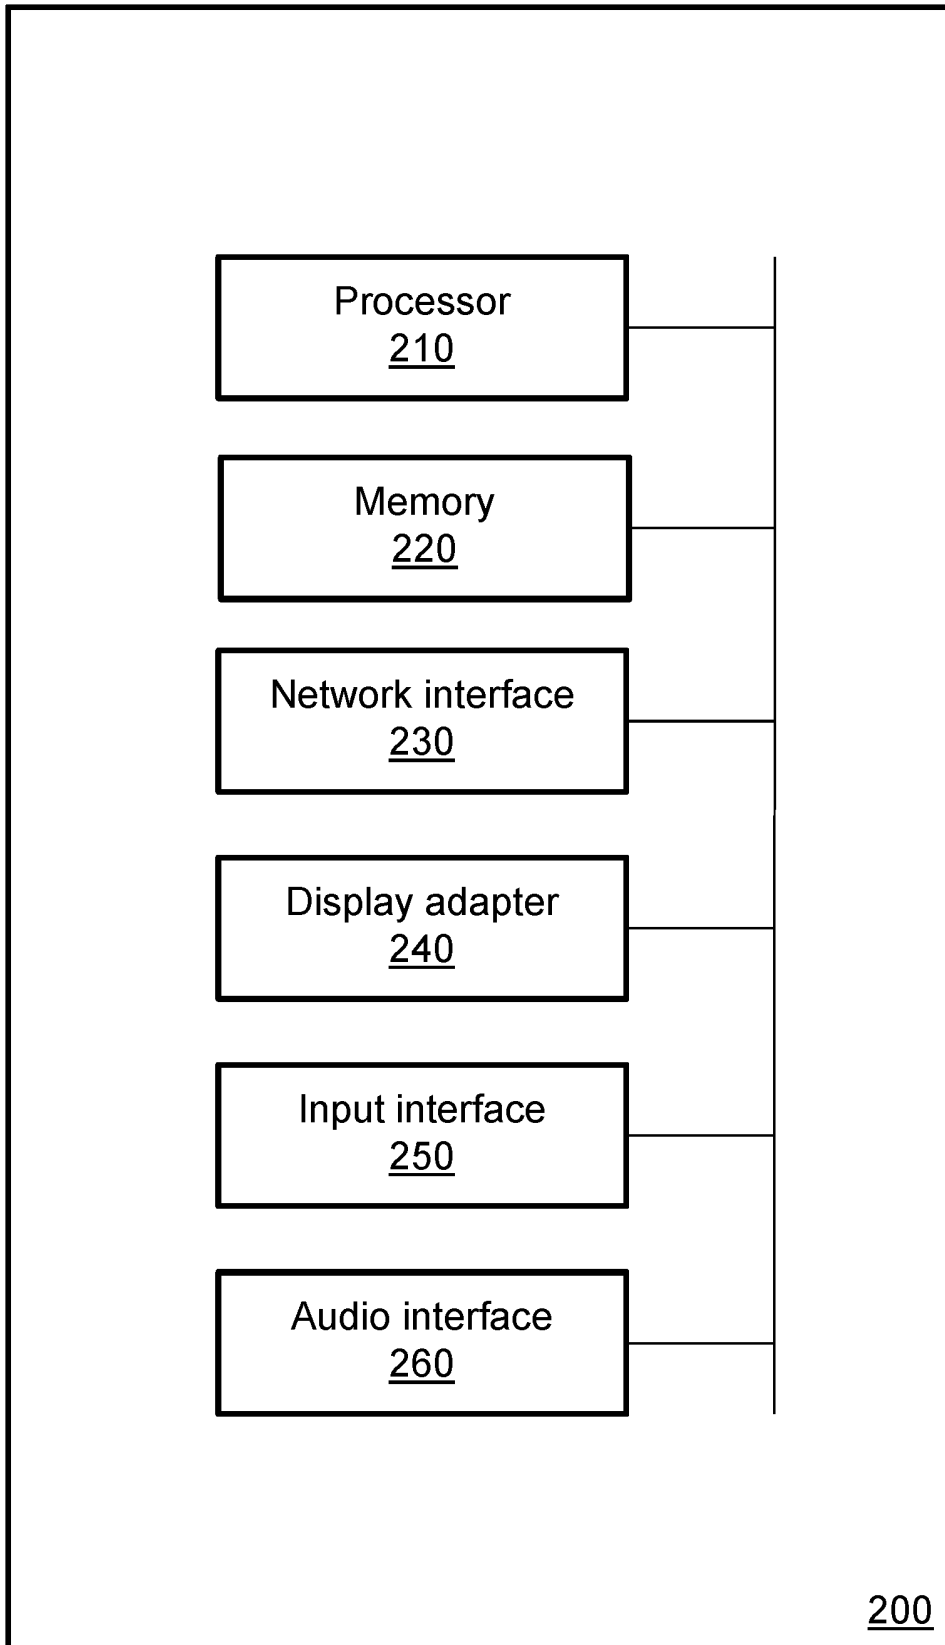 Processor
210
Memory
220
Network interface
230
Display adapter
240
Input interface
250
Audio interface
260
200